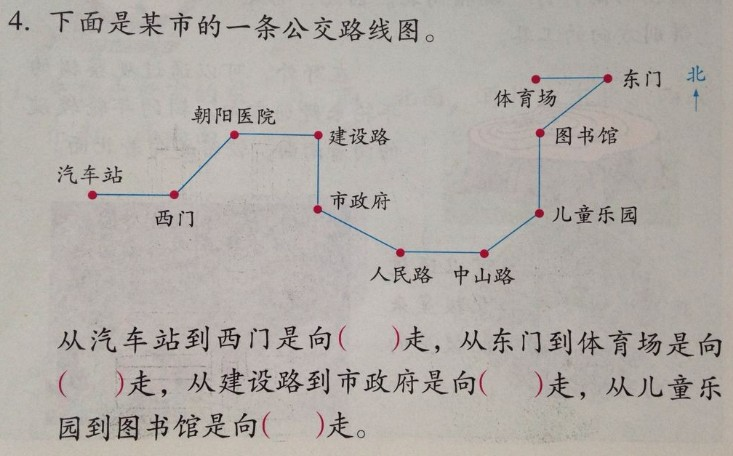 4. 下面是某市的一条公交路线图。
体育场
东门
北
朝阳医院
建设路
图书馆
汽车站
西门
市政府
儿童乐园
人民路
中山路
从汽车站到西门是向(  )走，从东门到体育场是向
(  )走，从建设路到市政府是向(  )走，从儿童乐
园到图书馆是向(  )走。